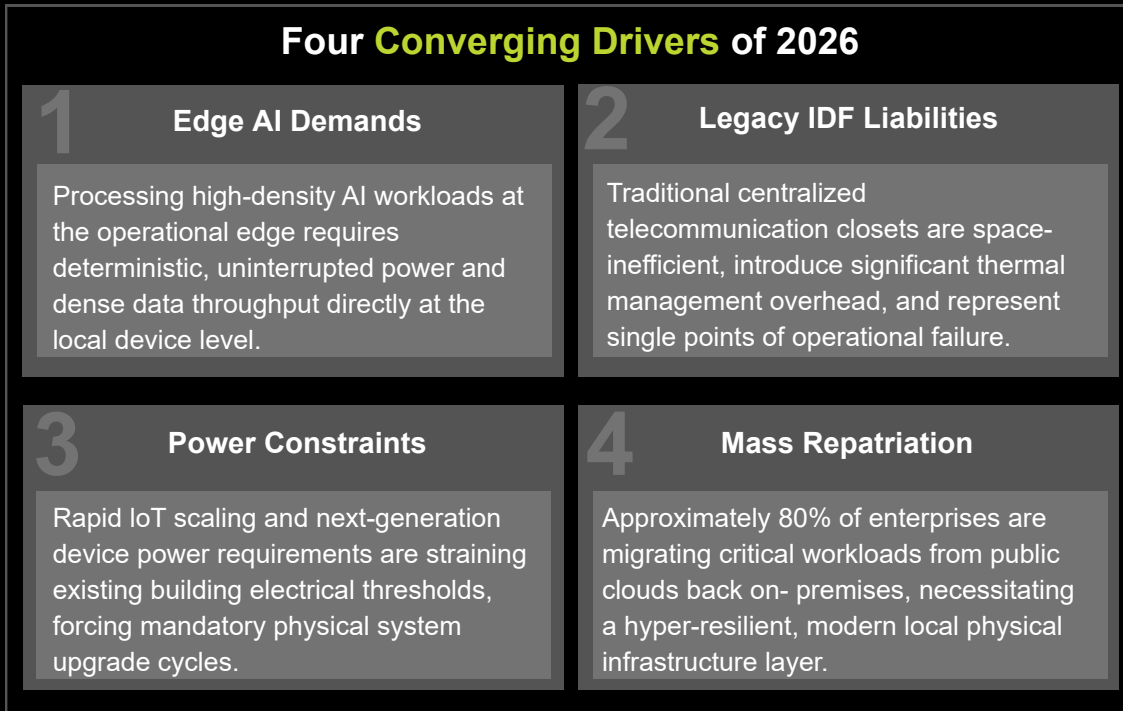 Four Converging Drivers of 2026
1
Edge AI Demands
Processing high-density AI workloads at
the operational edge requires
deterministic, uninterrupted power and
dense data throughput directly at the
local device level.
2
Legacy IDF Liabilities
Traditional centralized
telecommunication closets are space-
inefficient, introduce significant thermal
management overhead, and represent
single points of operational failure.
3
Power Constraints
Rapid IoT scaling and next-generation
device power requirements are straining
existing building electrical thresholds,
forcing mandatory physical system
upgrade cycles.
4
Mass Repatriation
Approximately 80% of enterprises are
migrating critical workloads from public
clouds back on- premises, necessitating
a hyper-resilient, modern local physical
infrastructure layer.